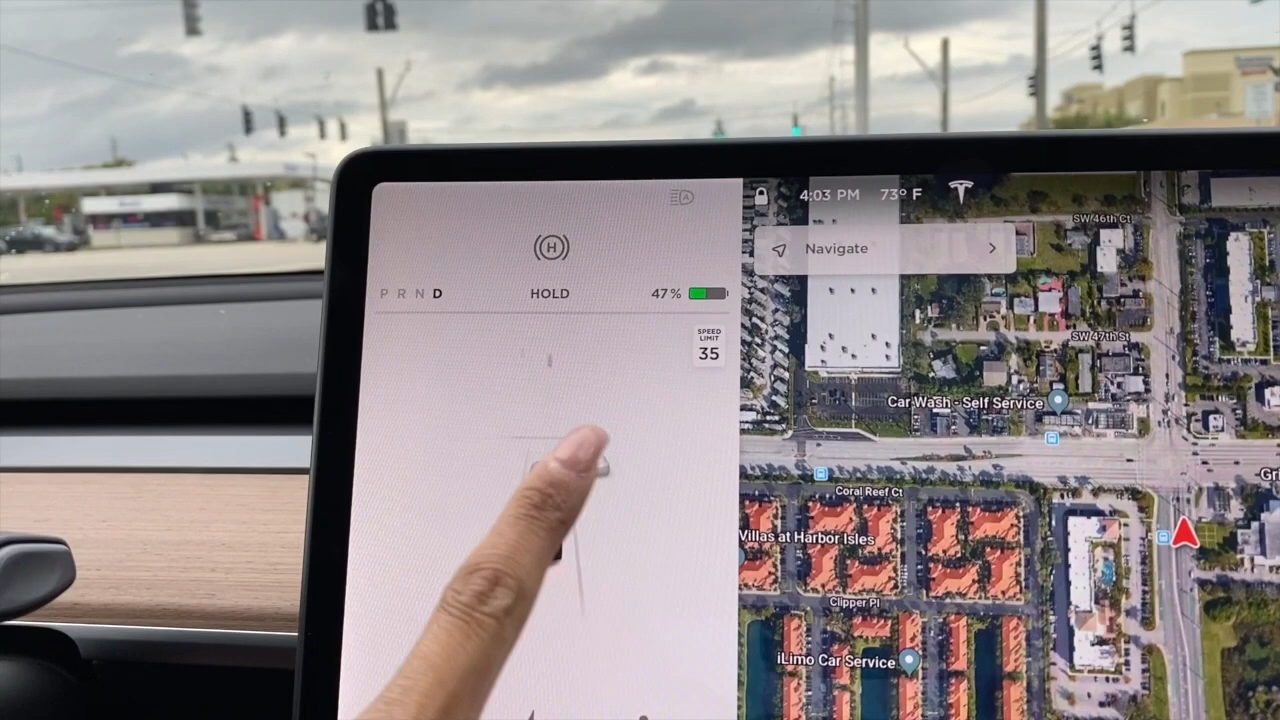 4:03 PM 73° F
Navigate
H
P R N D
HOLD
47%
SPEED
LIMIT
35
SW 46th Ct
SW 47th St
Car Wash - Self Service
Coral Reef Ct
Villas at Harbor Isles
Clipper Pl
iLimo Car Service